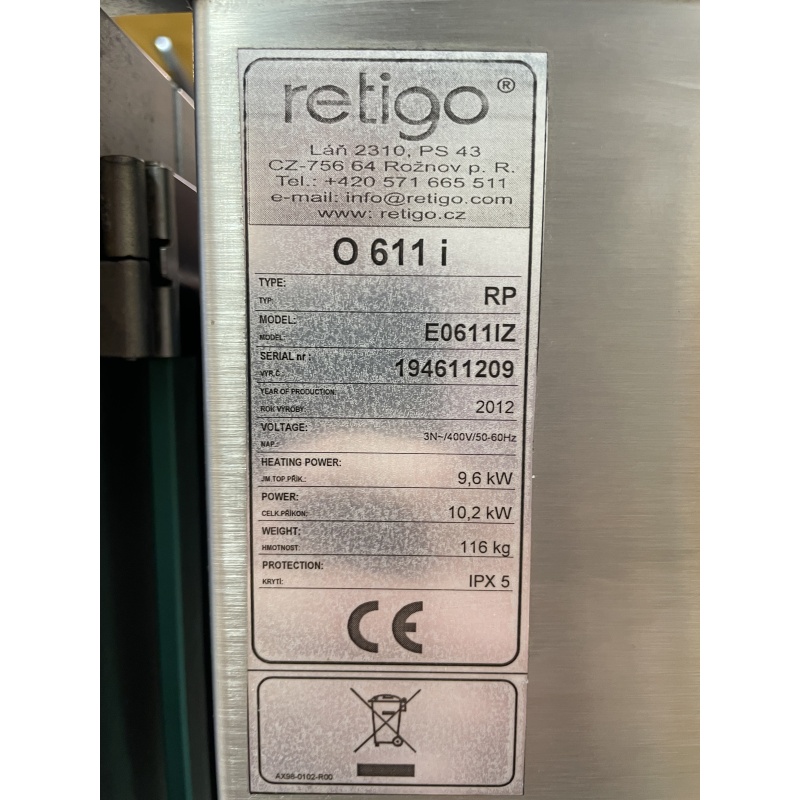 retigo®
Láň 2310, PS 43
CZ-756 64 Rožnov p. R.
Tel.: +420 571 665 511
e-mail: info@retigo.com
www: retigo.cz
O 611 i
TYPE:
TYP: RP
MODEL:
MODEL: E0611IZ
SERIAL nr :
VÝR.Č.: 194611209
YEAR OF PRODUCTION:
ROK VÝROBY: 2012
VOLTAGE:
NAP.: 3N~/400V/50-60Hz
HEATING POWER:
JM.TOP.PŘÍK.: 9,6 kW
POWER:
CELK.PŘÍKON: 10,2 kW
WEIGHT:
HMOTNOST: 116 kg
PROTECTION:
KRYTÍ: IPX 5
CE
AX98-0102-R00